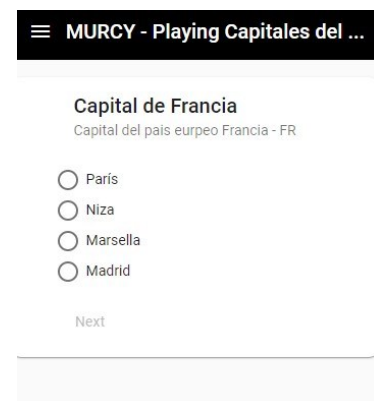 MURCY - Playing Capitales del ...
Capital de Francia
Capital del pais eurpeo Francia - FR
París
Niza
Marsella
Madrid
Next